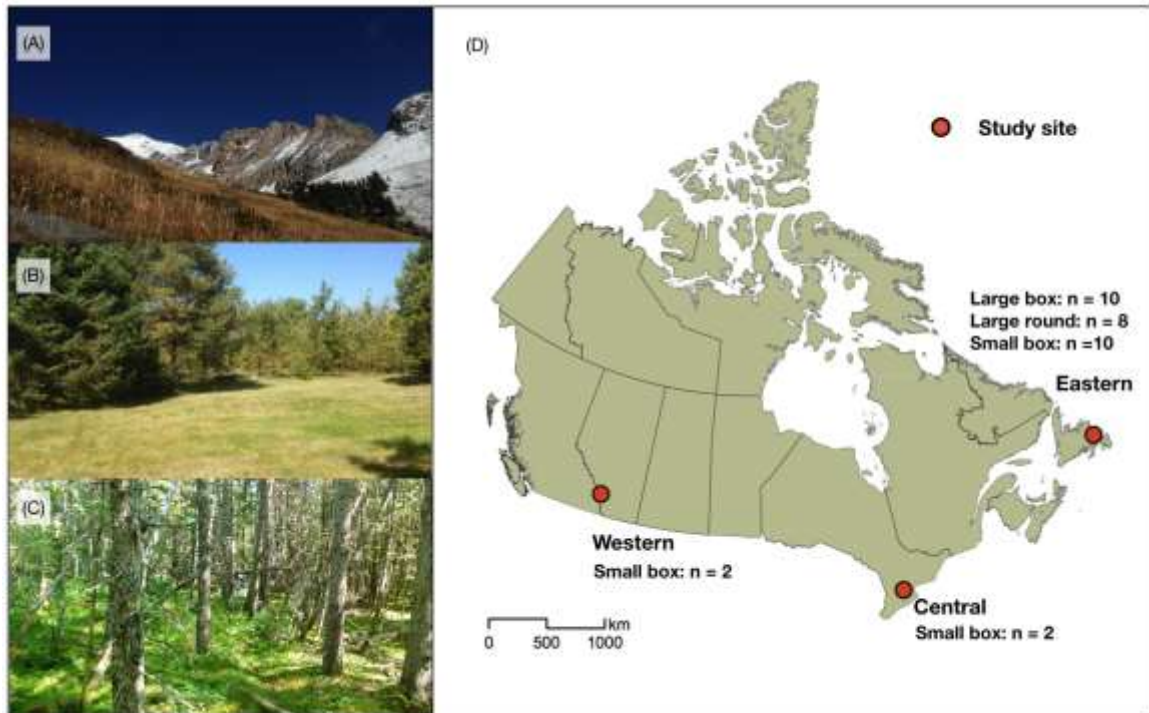 (A)
(B)
(C)
(D)
Study site
Large box: n = 10
Large round: n = 8
Small box: n =10
Eastern
Western
Small box: n = 2
Central
Small box: n = 2
km
0 500 1000